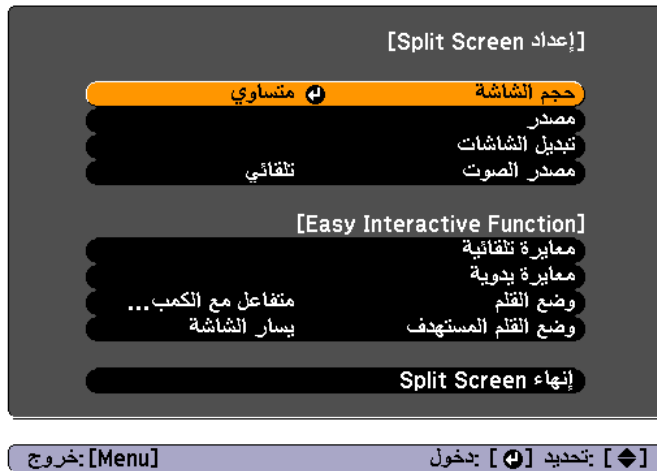 [إعداد Split Screen]
حجم الشاشة متساوي
مصدر
تبديل الشاشات
مصدر الصوت تلقائي
[Easy Interactive Function]
معايرة تلقائية
معايرة يدوية
وضع القلم متفاعل مع الكمب...
وضع القلم المستهدف يسار الشاشة
إنهاء Split Screen
[ ] :تحديد [ ] :دخول [Menu]:خروج